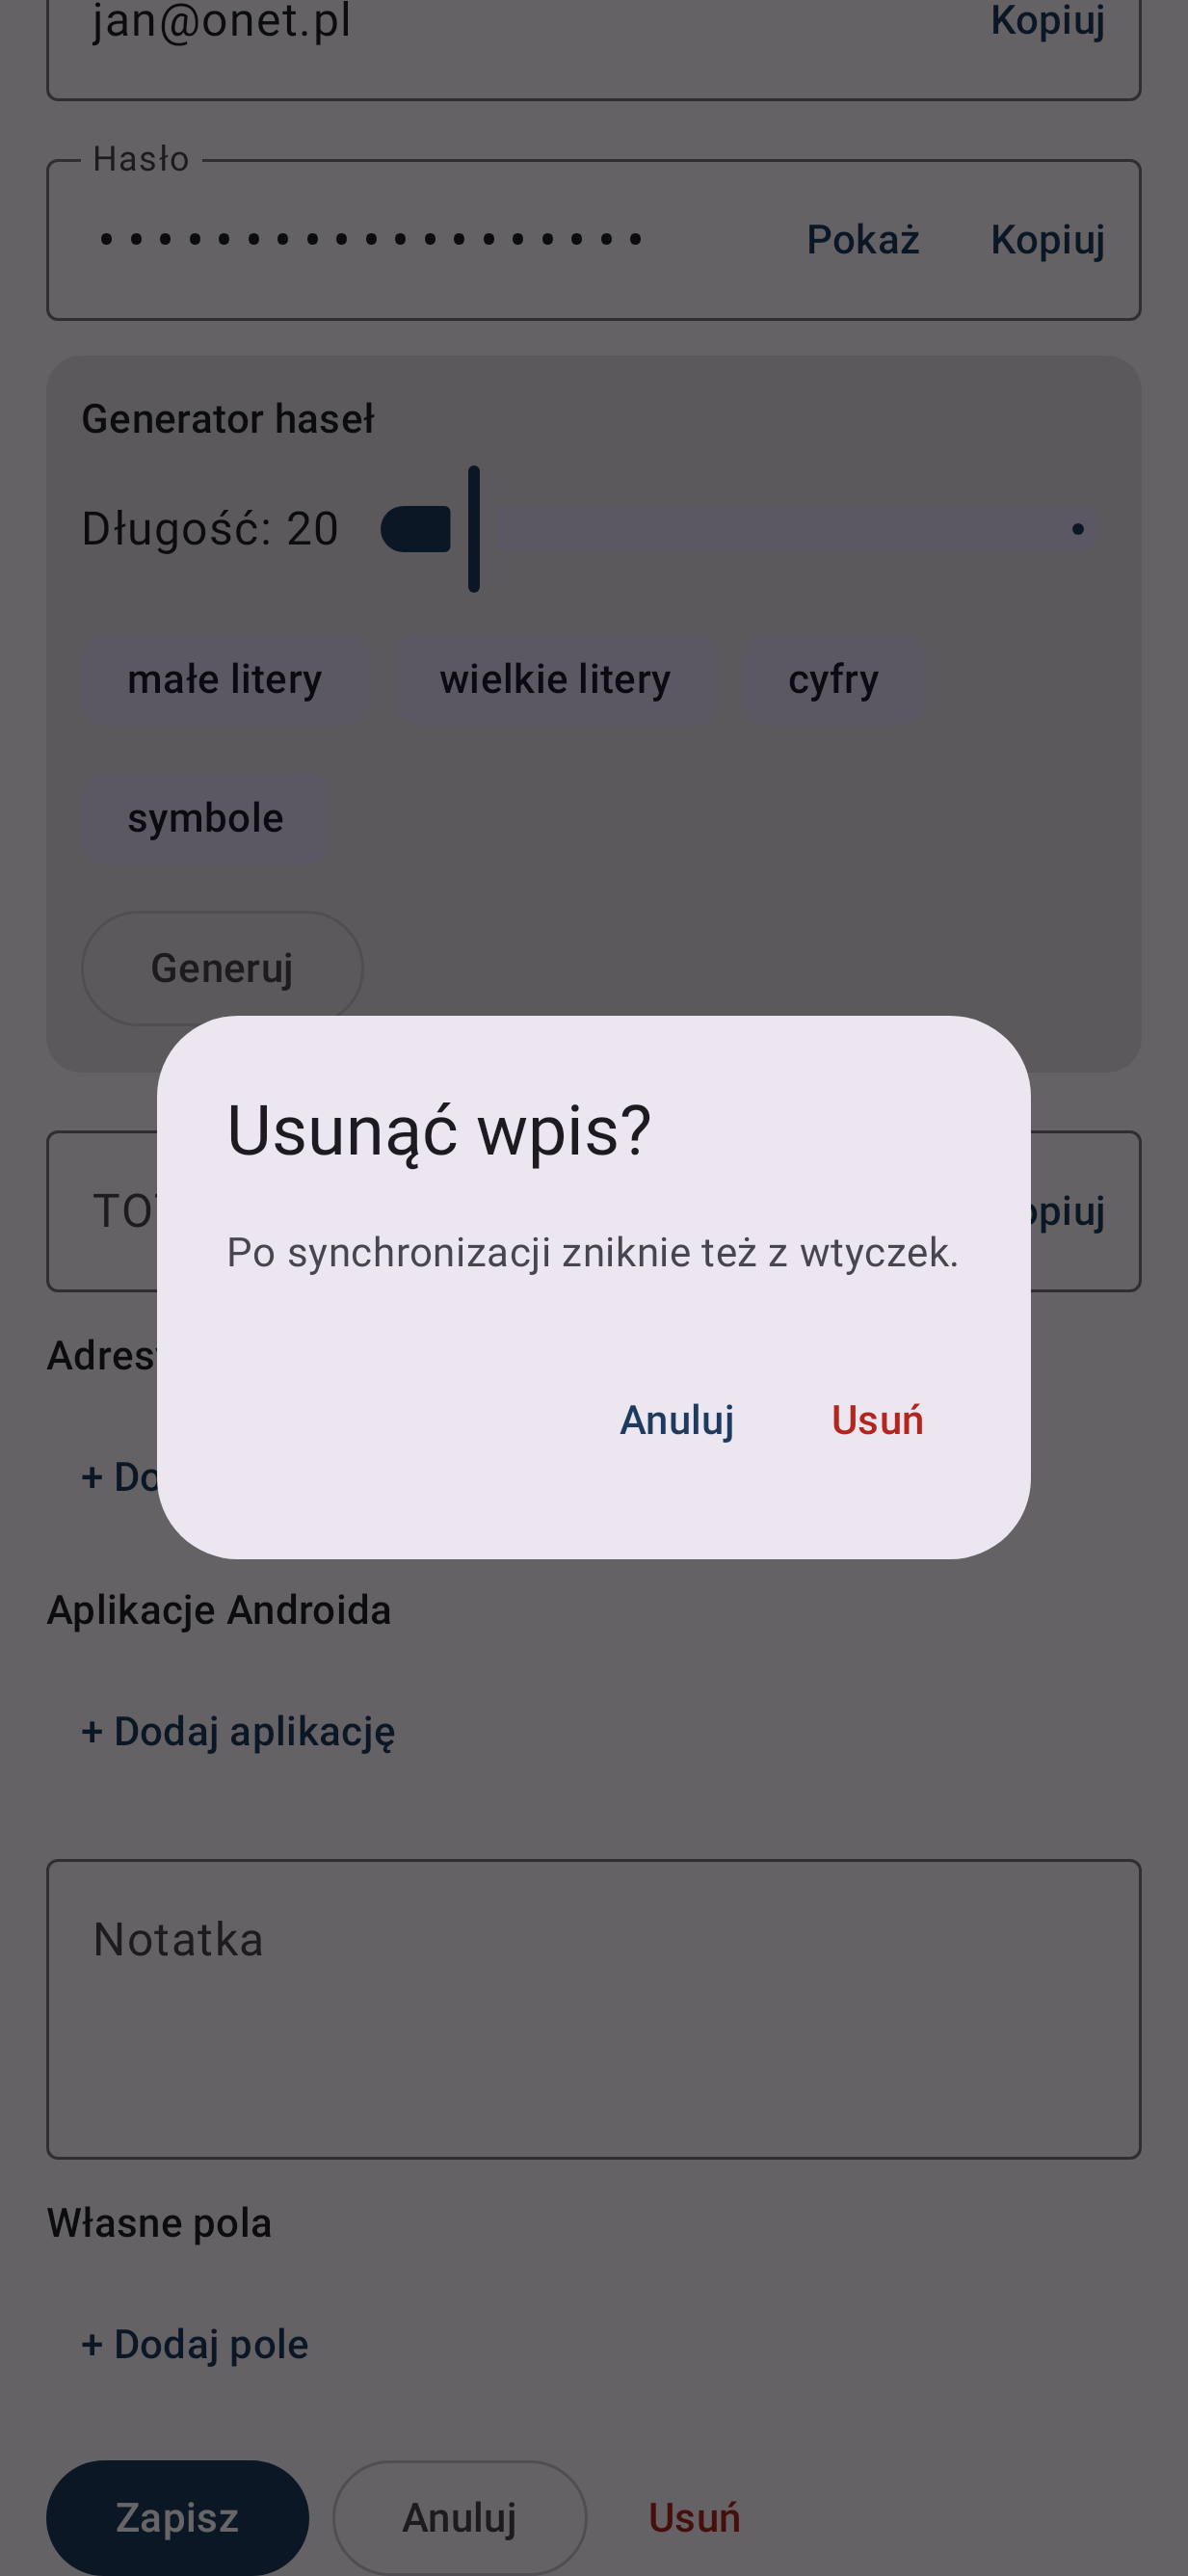 jan@onet.pl Kopiuj
Hasło
•••••••••••••••••••
Pokaż Kopiuj
Generator haseł
Długość: 20
małe litery wielkie litery cyfry
symbole
Generuj
Usunąć wpis?
Po synchronizacji zniknie też z wtyczek.
Anuluj Usuń
Aplikacje Androida
+ Dodaj aplikację
Notatka
Własne pola
+ Dodaj pole
Zapisz Anuluj Usuń